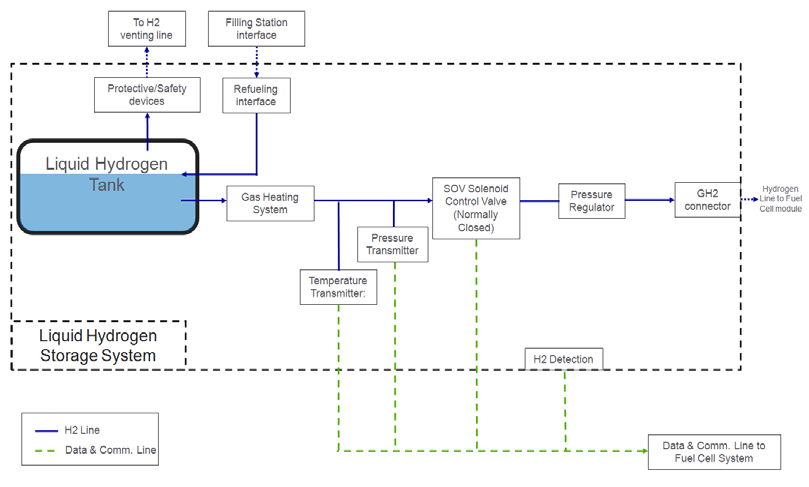 To H2
venting line
Filling Station
interface
Protective/Safety
devices
Refueling
interface
Liquid Hydrogen
Tank
Gas Heating
System
SOV Solenoid
Control Valve
(Normally
Closed)
Pressure
Regulator
GH2
connector
Hydrogen
Line to Fuel
Cell module
Pressure
Transmitter
Temperature
Transmitter:
Liquid Hydrogen
Storage System
H2 Detection
H2 Line
Data & Comm. Line
Data & Comm. Line to
Fuel Cell System